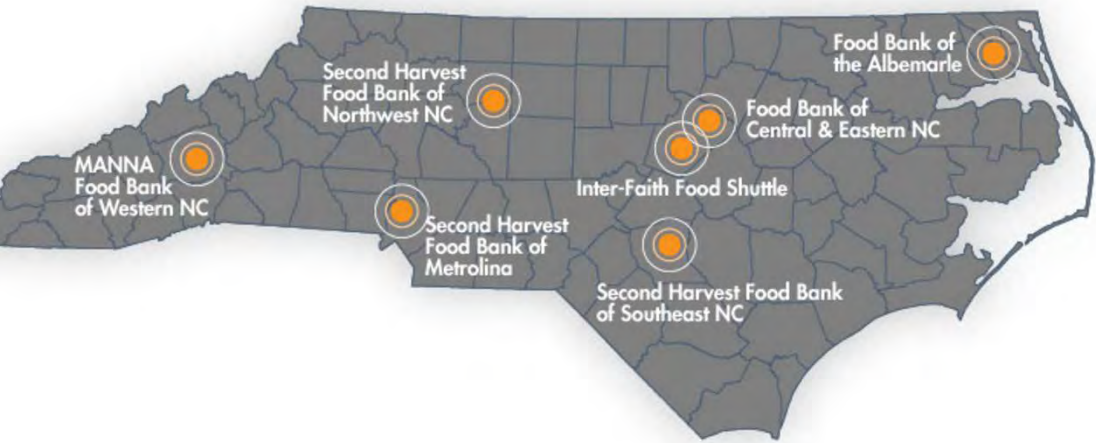 Food Bank of
the Albemarle
Second Harvest
Food Bank of
Northwest NC
Food Bank of
Central & Eastern NC
MANNA
Food Bank
of Western NC
Inter-Faith Food Shuttle
Second Harvest
Food Bank of
Metrolina
Second Harvest Food Bank
of Southeast NC